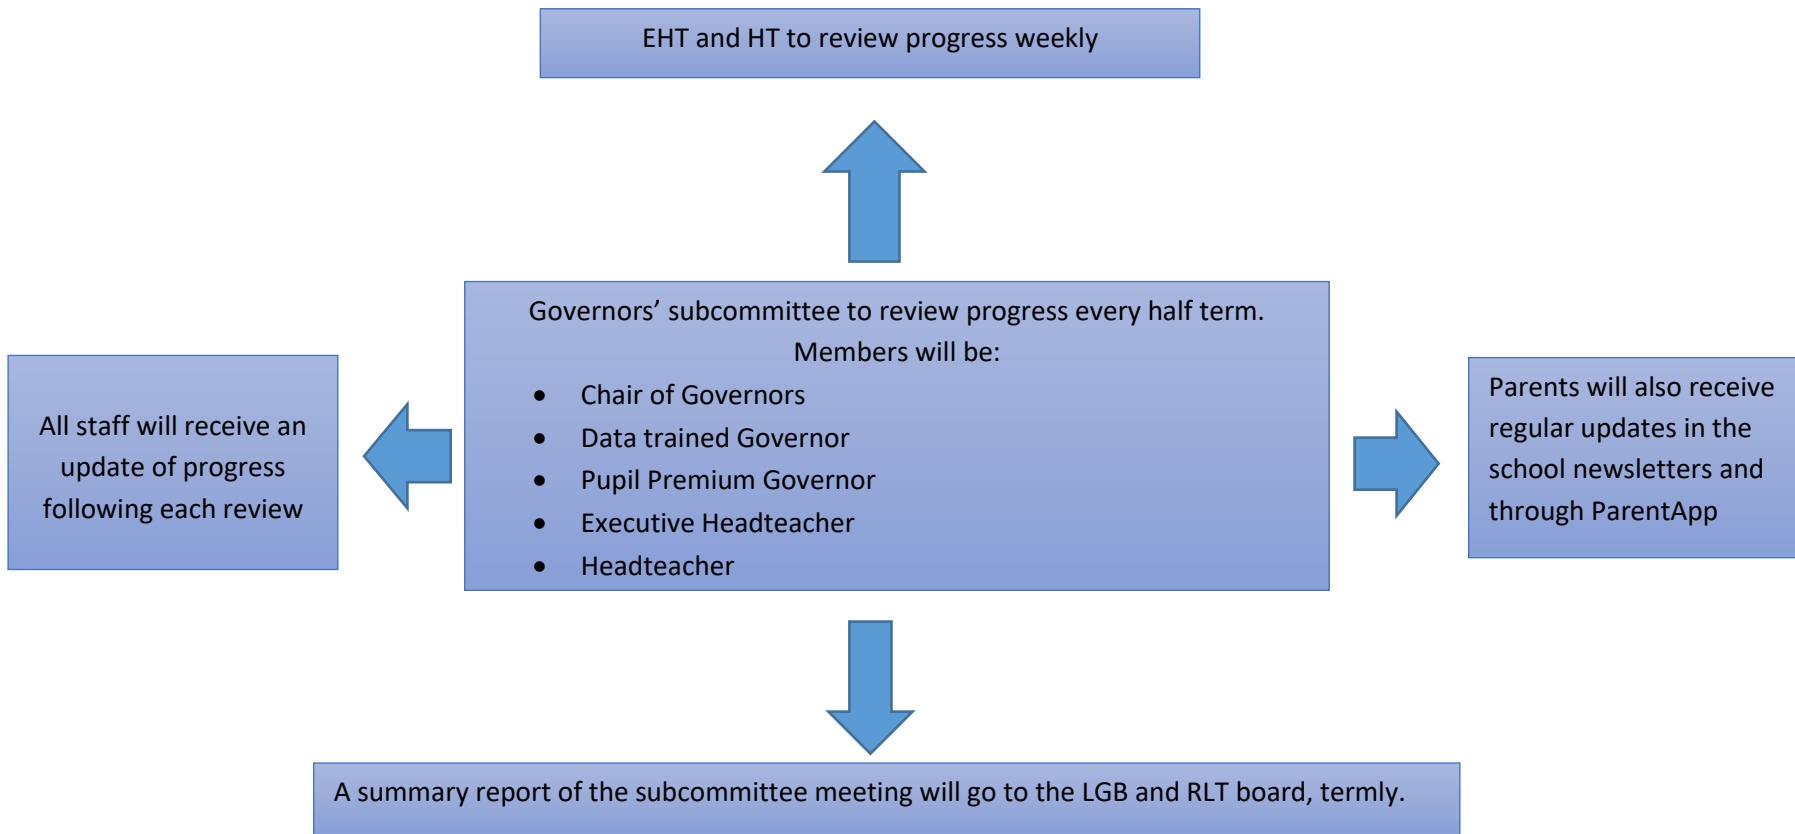 EHT and HT to review progress weekly
Governors’ subcommittee to review progress every half term.
Members will be:
• Chair of Governors
• Data trained Governor
• Pupil Premium Governor
• Executive Headteacher
• Headteacher
All staff will receive an
update of progress
following each review
Parents will also receive
regular updates in the
school newsletters and
through ParentApp
A summary report of the subcommittee meeting will go to the LGB and RLT board, termly.